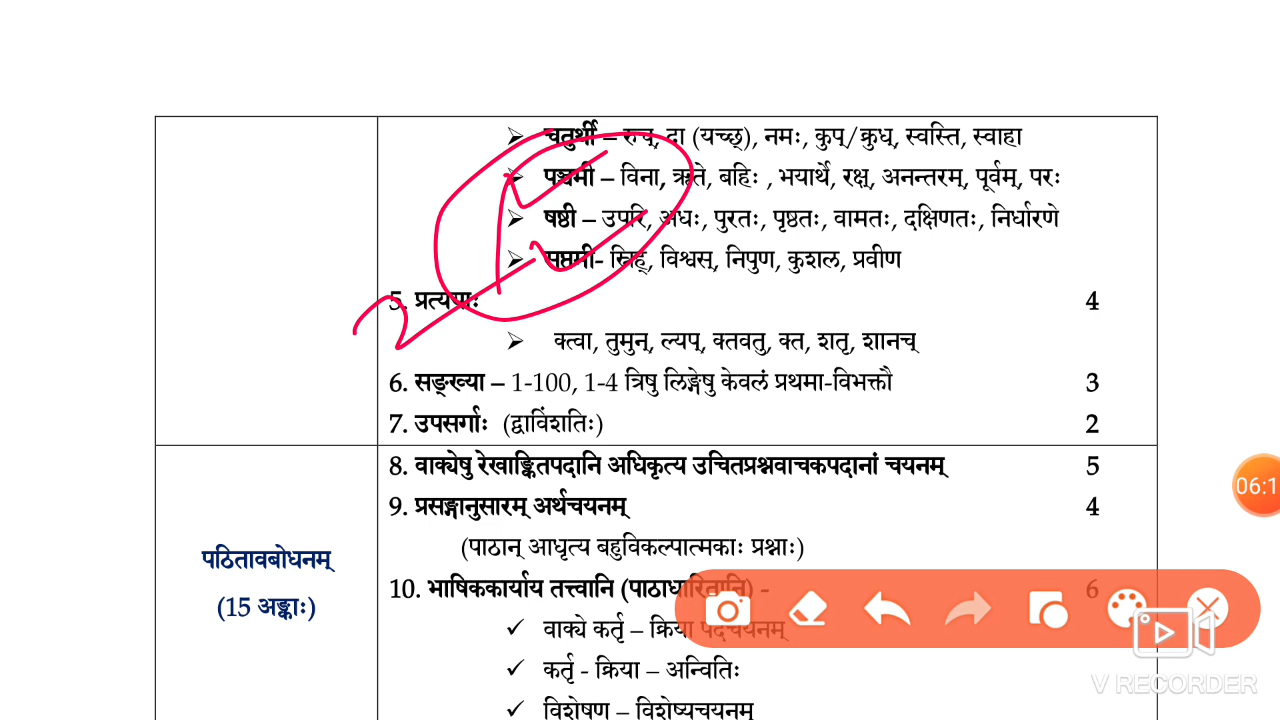 ➢ चतुर्थी – रुच्, दा (यच्छ्), नमः, कुप्/क्रुध्, स्वस्ति, स्वाहा
➢ पञ्चमी – विना, ऋते, बहिः , भयार्थे, रक्ष्, अनन्तरम्, पूर्वम्, परः
➢ षष्ठी – उपरि, अधः, पुरतः, पृष्ठतः, वामतः, दक्षिणतः, निर्धारणे
➢ सप्तमी- स्निह्, विश्वस्, निपुण, कुशल, प्रवीण
5. प्रत्ययाः 4
➢ क्त्वा, तुमुन्, ल्यप्, क्तवतु, क्त, शतृ, शानच्
6. सङ्ख्या – 1-100, 1-4 त्रिषु लिङ्गेषु केवलं प्रथमा-विभक्तौ 3
7. उपसर्गाः (द्वाविंशतिः) 2
पठितावबोधनम्
(15 अङ्काः)
8. वाक्येषु रेखाङ्कितपदानि अधिकृत्य उचितप्रश्नवाचकपदानां चयनम् 5
9. प्रसङ्गानुसारम् अर्थचयनम् 4
(पाठान् आधृत्य बहुविकल्पात्मकाः प्रश्नाः)
10. भाषिककार्याय तत्त्वानि (पाठाधारितानि) - 6
✓ वाक्ये कर्तृ – क्रिया पदचयनम्
✓ कर्तृ - क्रिया – अन्वितिः
✓ विशेषण – विशेष्यचयनम्
06:1
V RECORDER